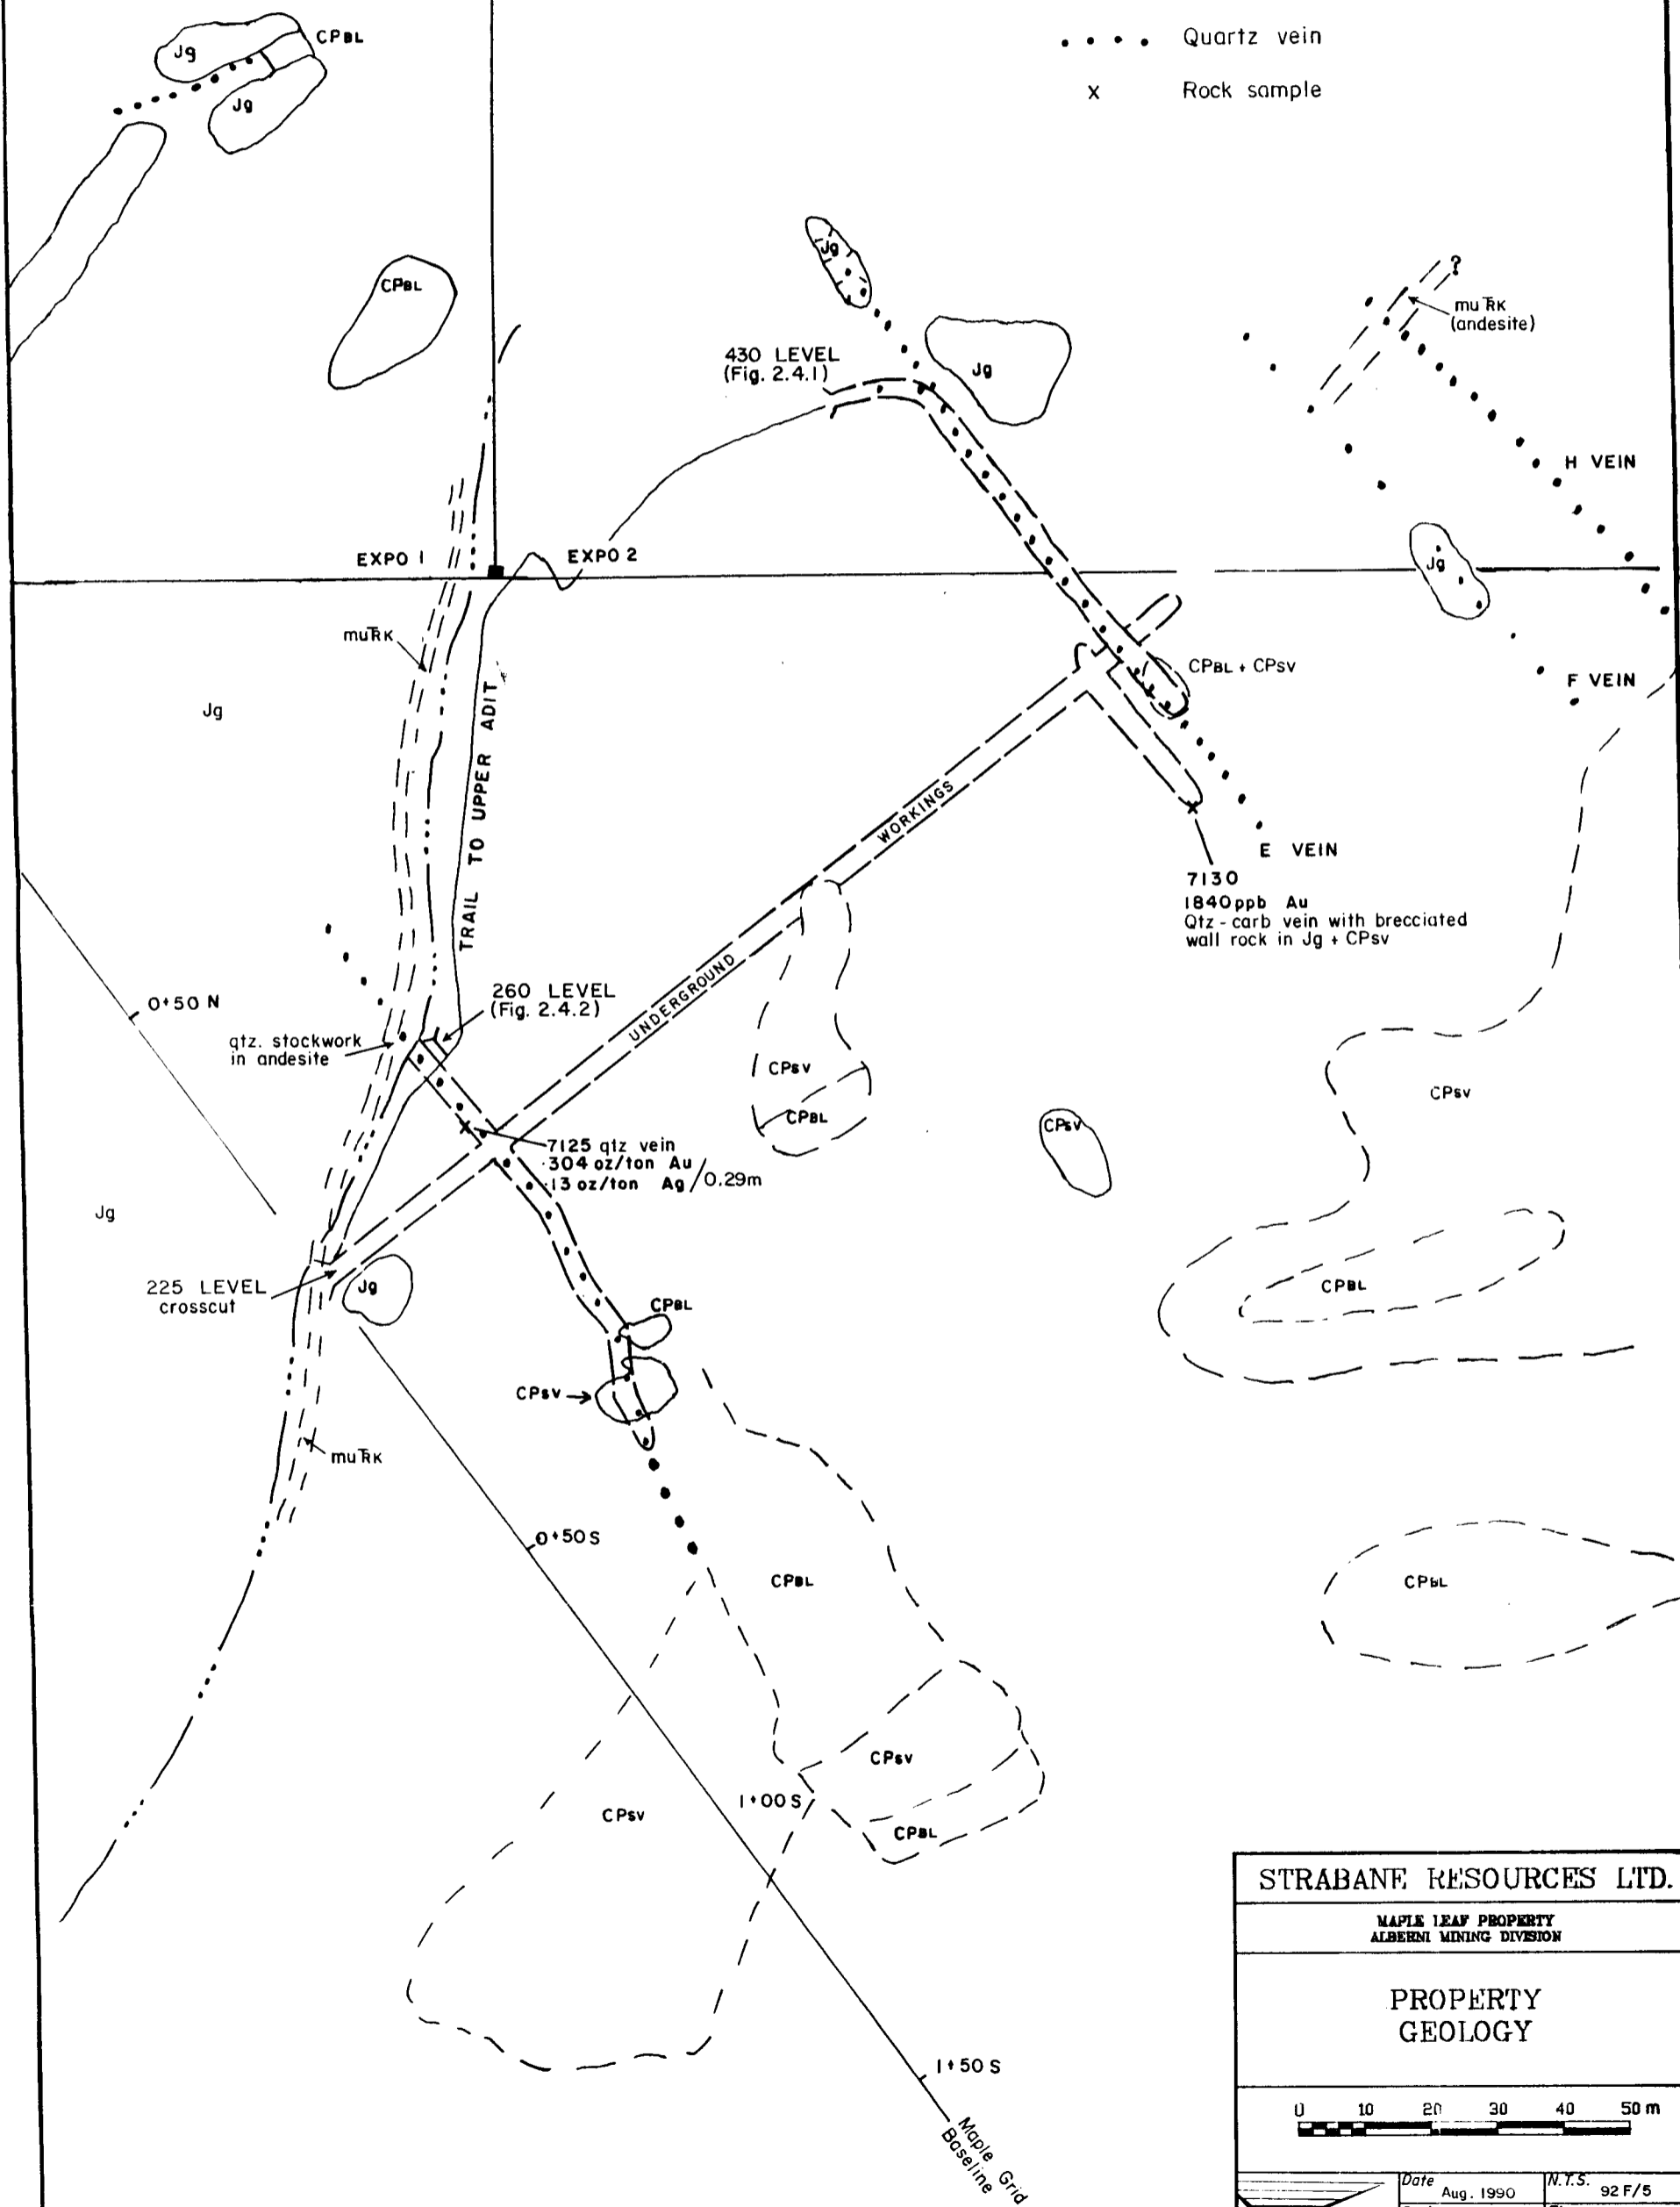 Jg
CPBL
Jg
Quartz vein
x Rock sample
CPBL
Jg
?
muTRK
(andesite)
430 LEVEL
(Fig. 2.4.1)
Jg
H VEIN
EXPO 1
EXPO 2
Jg
muTRK
CPBL + CPSV
F VEIN
Jg
TRAIL TO UPPER ADIT
WORKINGS
E VEIN
7130
1840 ppb Au
Qtz - carb vein with brecciated
wall rock in Jg + CPSV
0+50 N
260 LEVEL
(Fig. 2.4.2)
UNDERGROUND
qtz. stockwork
in andesite
CPSV
CPSV
CPBL
CPSV
7125 qtz vein
.304 oz/ton Au
.13 oz/ton Ag / 0.29m
Jg
225 LEVEL
crosscut
Jg
CPBL
CPBL
CPSV
muTRK
0+50 S
CPBL
CPBL
CPSV
1+00 S
CPSV
CPBL
STRABANE RESOURCES LTD.
MAPLE LEAF PROPERTY
ALBERNI MINING DIVISION
PROPERTY
GEOLOGY
1+50 S
0 10 20 30 40 50 m
Maple Grid
Baseline
Date
Aug. 1990
N.T.S.
92 F/5